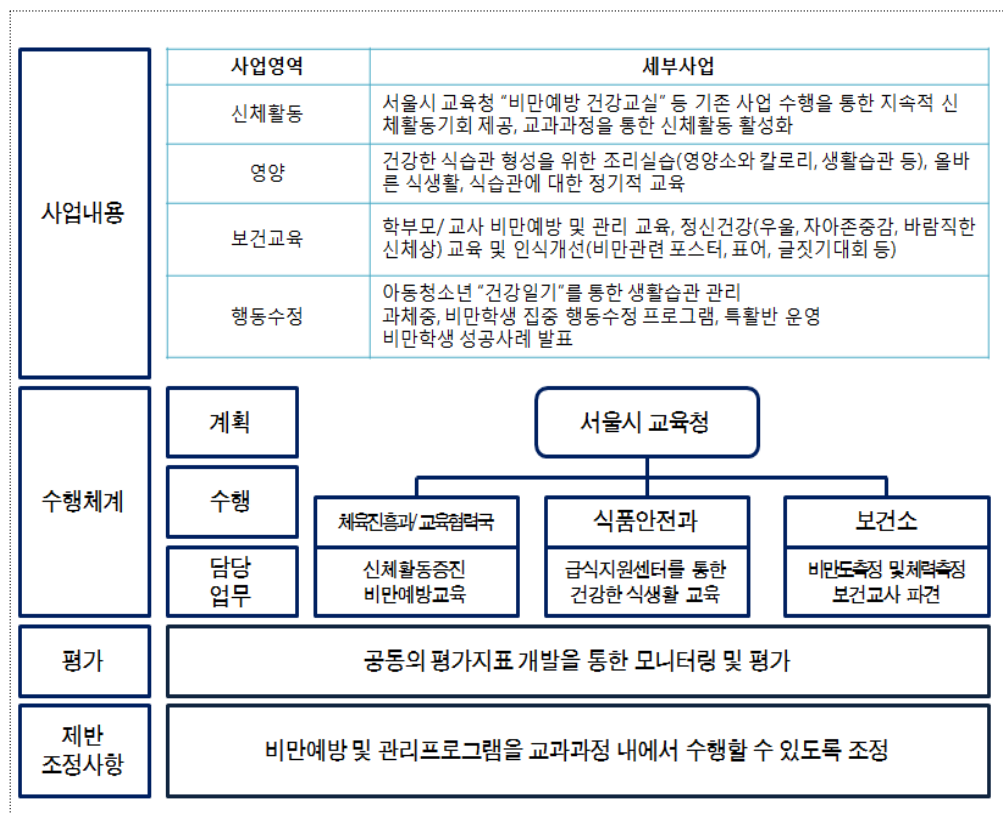 사업내용
사업영역 세부사업
신체활동
서울시 교육청 “비만예방 건강교실” 등 기존 사업 수행을 통한 지속적 신
체활동기회 제공, 교과과정을 통한 신체활동 활성화
영양
건강한 식습관 형성을 위한 조리실습(영양소와 칼로리, 생활습관 등), 올바
른 식생활, 식습관에 대한 정기적 교육
보건교육
학부모/ 교사 비만예방 및 관리 교육, 정신건강(우울, 자아존중감, 바람직한
신체상) 교육 및 인식개선(비만관련 포스터, 표어, 글짓기대회 등)
행동수정
아동청소년 “건강일기”를 통한 생활습관 관리
과체중, 비만학생 집중 행동수정 프로그램, 특활반 운영
비만학생 성공사례 발표
수행체계
계획
서울시 교육청
수행
체육진흥과/교육협력국
식품안전과
보건소
담당
업무
신체활동증진
비만예방교육
급식지원센터를 통한
건강한 식생활 교육
비만도측정 및 체력측정
보건교사 파견
평가
공통의 평가지표 개발을 통한 모니터링 및 평가
제반
조정사항
비만예방 및 관리프로그램을 교과과정 내에서 수행할 수 있도록 조정